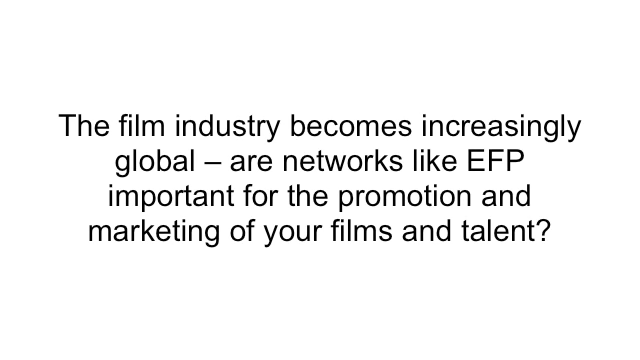 The film industry becomes increasingly
global – are networks like EFP
important for the promotion and
marketing of your films and talent?